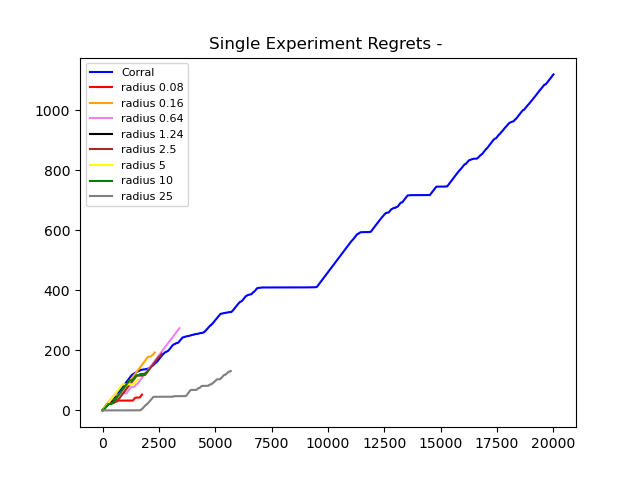 Single Experiment Regrets -
Corral
radius 0.08
radius 0.16
radius 0.64
radius 1.24
radius 2.5
radius 5
radius 10
radius 25
1000
800
600
400
200
0
0 2500 5000 7500 10000 12500 15000 17500 20000